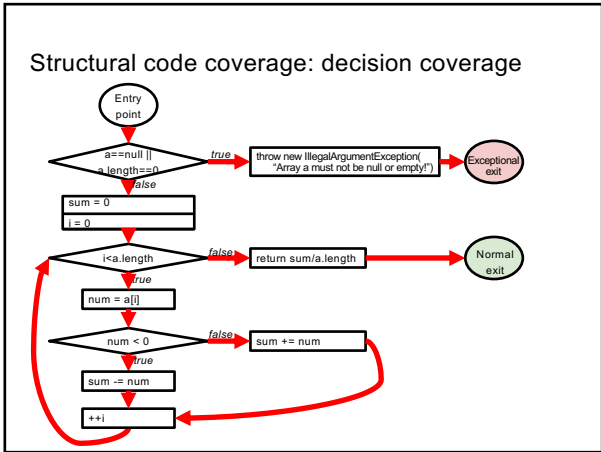 Structural code coverage: decision coverage
Entry
point
a==null ||
a.length==0
true
throw new IllegalArgumentException(
"Array a must not be null or empty!")
Exceptional
exit
false
sum = 0
i = 0
i<a.length
false
return sum/a.length
Normal
exit
true
num = a[i]
num < 0
false
sum += num
true
sum -= num
++i